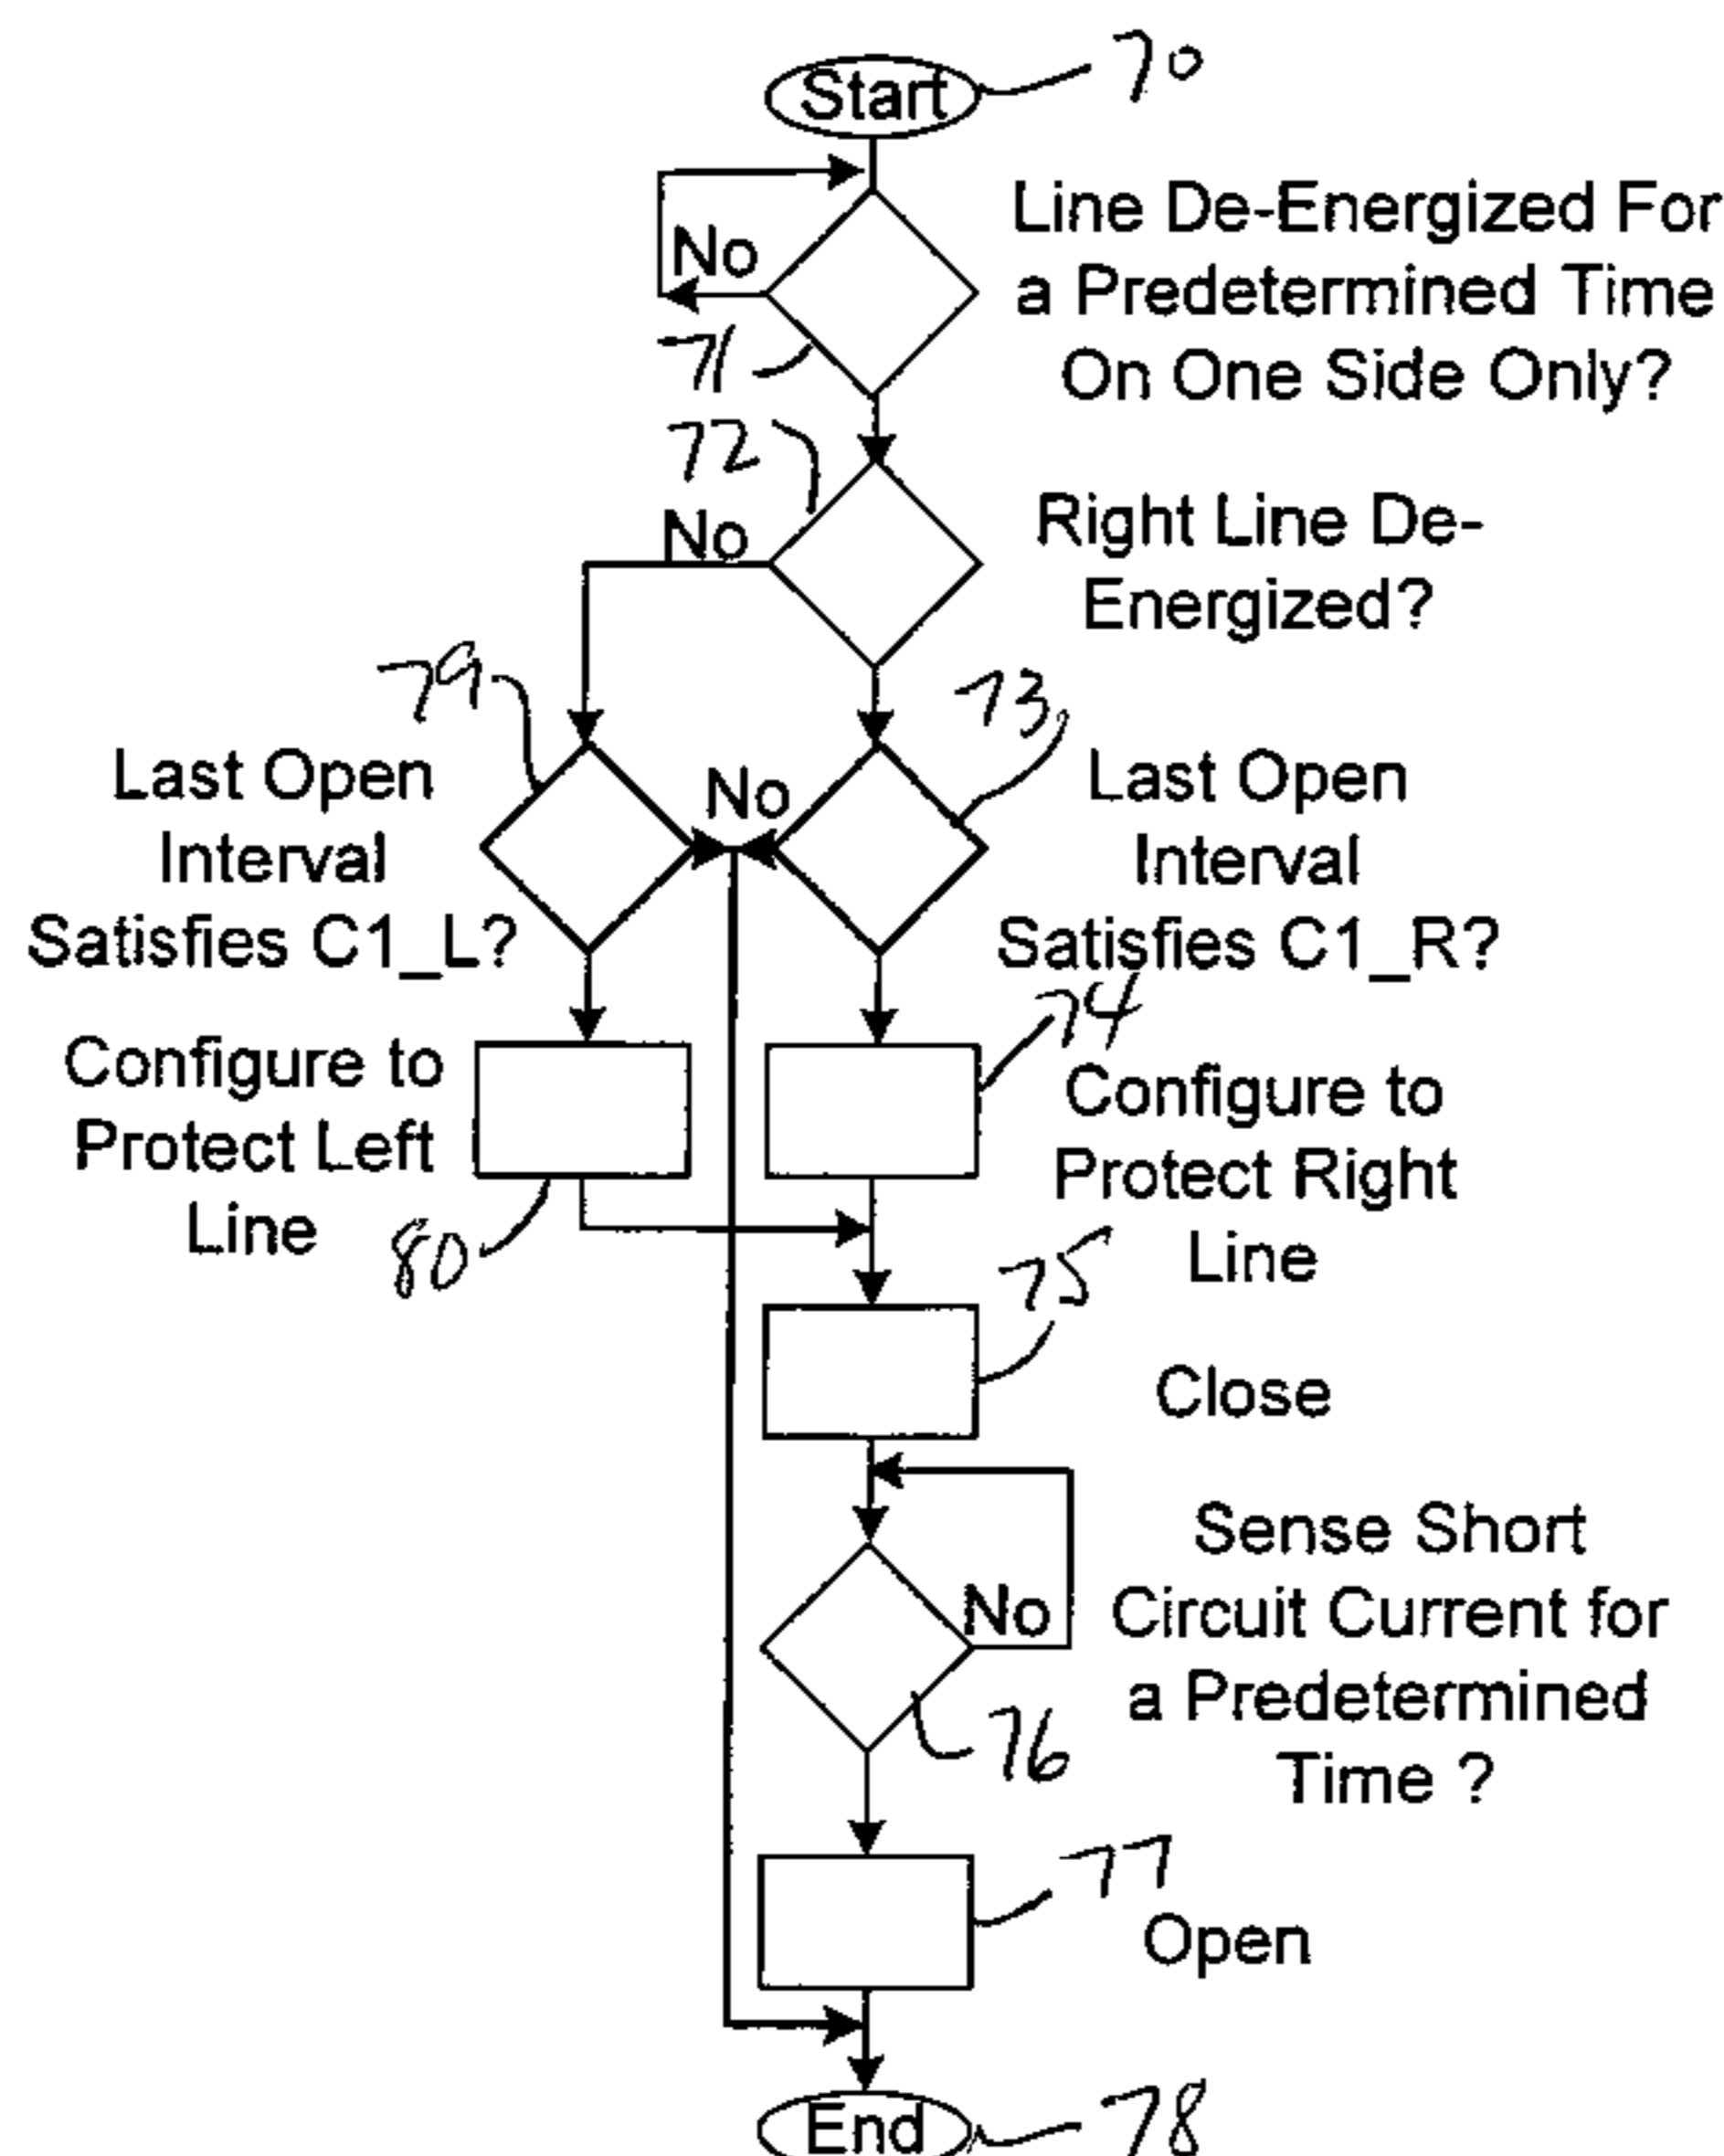 Start
70
No
Line De-Energized For
a Predetermined Time
On One Side Only?
71
72
No
Right Line De-
Energized?
79
73
Last Open
Interval
Satisfies C1_L?
No
Last Open
Interval
Satisfies C1_R?
74
Configure to
Protect Left
Line
80
Configure to
Protect Right
Line
75
Close
Sense Short
Circuit Current for
a Predetermined
Time ?
No
76
77
Open
End
78